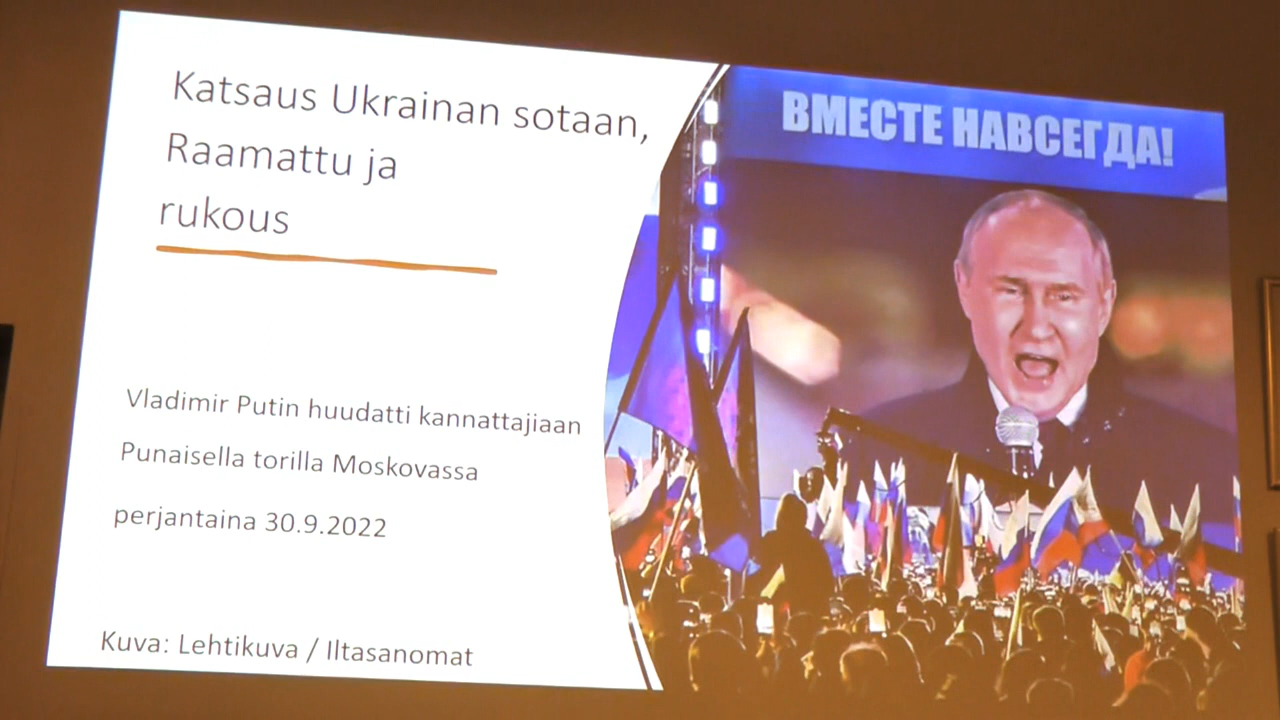 Katsaus Ukrainan sotaan,
Raamattu ja
rukous
Vladimir Putin huudatti kannattajiaan
Punaisella torilla Moskovassa
perjantaina 30.9.2022
Kuva: Lehtikuva / Iltasanomat
ВМЕСТЕ НАВСЕГДА!